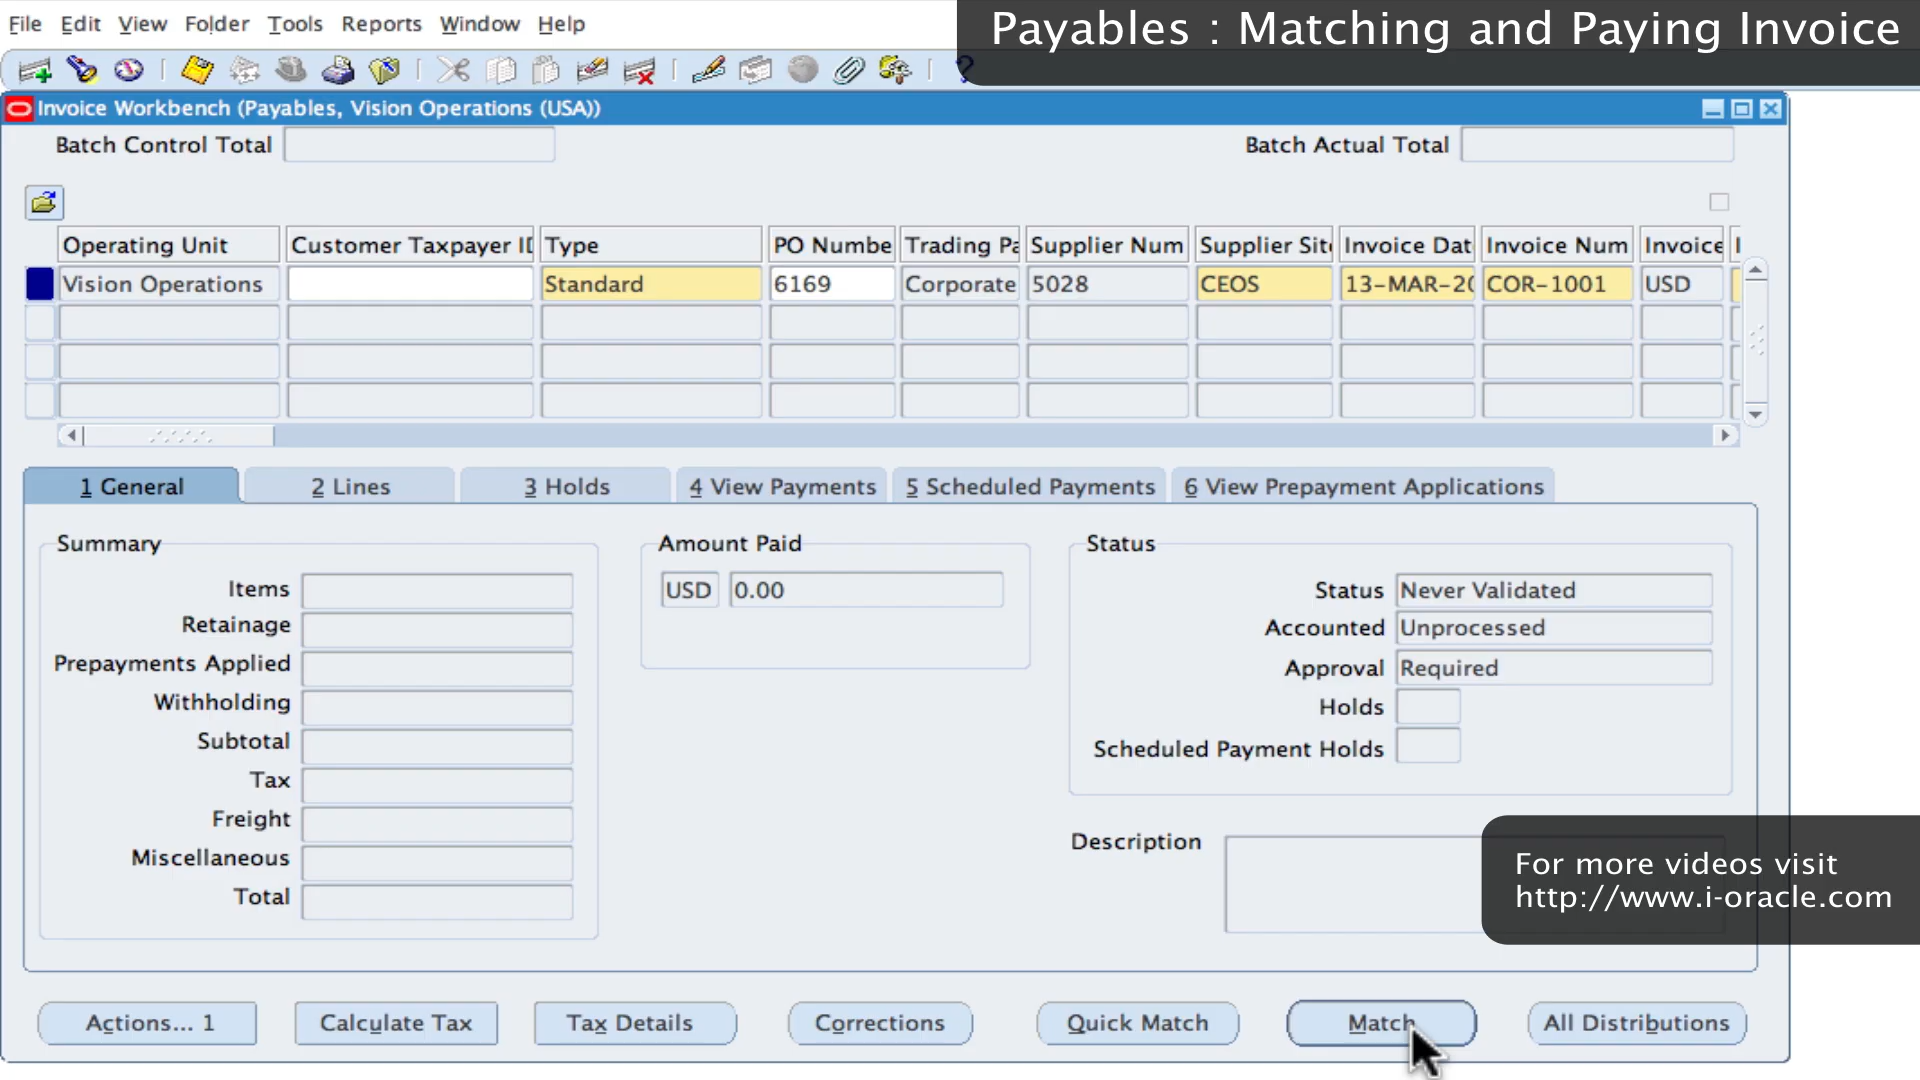 File Edit View Folder Tools Reports Window Help
Payables : Matching and Paying Invoice
Invoice Workbench (Payables, Vision Operations (USA))
Batch Control Total
Batch Actual Total
Operating Unit Customer Taxpayer ID Type PO Numbe Trading Pa Supplier Num Supplier Sit Invoice Dat Invoice Num Invoice
Vision Operations Standard 6169 Corporate 5028 CEOS 13-MAR-20 COR-1001 USD
1 General 2 Lines 3 Holds 4 View Payments 5 Scheduled Payments 6 View Prepayment Applications
Summary
Items
Retainage
Prepayments Applied
Withholding
Subtotal
Tax
Freight
Miscellaneous
Total
Amount Paid
USD 0.00
Status
Status Never Validated
Accounted Unprocessed
Approval Required
Holds
Scheduled Payment Holds
Description
For more videos visit
http://www.i-oracle.com
Actions... 1 Calculate Tax Tax Details Corrections Quick Match Match All Distributions